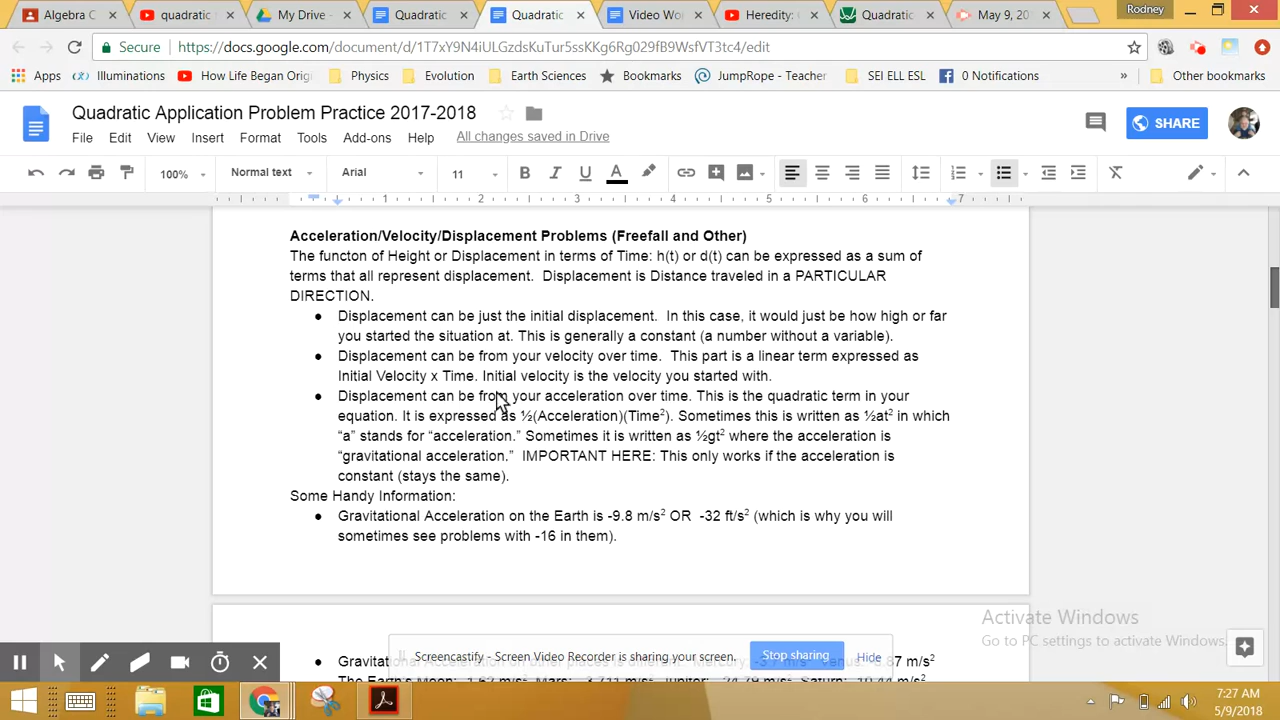 Algebra C
quadratic
My Drive -
Quadratic
Quadratic
Video Wo
Heredity:
Quadratic
May 9, 20
Rodney
Secure
https://docs.google.com/document/d/1T7xY9N4iULGzdsKuTur5ssKKg6Rg029fB9WsfVT3tc4/edit
Apps
Illuminations
How Life Began Orig
Physics
Evolution
Earth Sciences
Bookmarks
JumpRope - Teacher
SEI ELL ESL
0 Notifications
»
Other bookmarks
Quadratic Application Problem Practice 2017-2018
File Edit View Insert Format Tools Add-ons Help All changes saved in Drive
SHARE
100% Normal text Arial 11 B I U A
1 2 3 4 5 6 7
Acceleration/Velocity/Displacement Problems (Freefall and Other)
The functon of Height or Displacement in terms of Time: h(t) or d(t) can be expressed as a sum of
terms that all represent displacement. Displacement is Distance traveled in a PARTICULAR
DIRECTION.
● Displacement can be just the initial displacement. In this case, it would just be how high or far
you started the situation at. This is generally a constant (a number without a variable).
● Displacement can be from your velocity over time. This part is a linear term expressed as
Initial Velocity x Time. Initial velocity is the velocity you started with.
● Displacement can be from your acceleration over time. This is the quadratic term in your
equation. It is expressed as ½(Acceleration)(Time²). Sometimes this is written as ½at² in which
“a” stands for “acceleration.” Sometimes it is written as ½gt² where the acceleration is
“gravitational acceleration.” IMPORTANT HERE: This only works if the acceleration is
constant (stays the same).
Some Handy Information:
● Gravitational Acceleration on the Earth is -9.8 m/s² OR -32 ft/s² (which is why you will
sometimes see problems with -16 in them).
Activate Windows
Go to PC settings to activate Windows.
Screencastify - Screen Video Recorder is sharing your screen.
Stop sharing
Hide
7:27 AM
5/9/2018